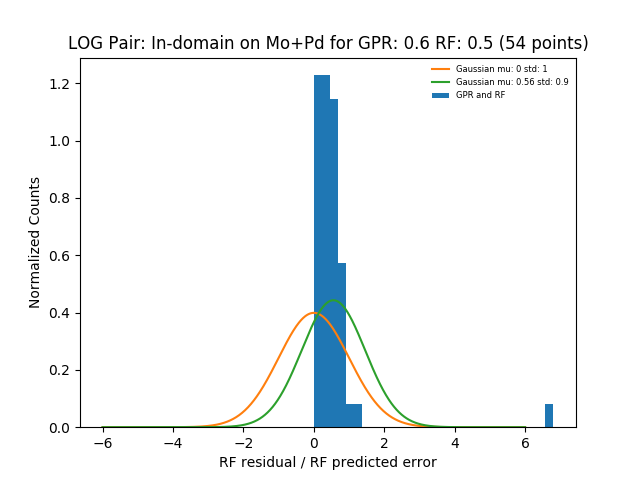 LOG Pair: In-domain on Mo+Pd for GPR: 0.6 RF: 0.5 (54 points)
Gaussian mu: 0 std: 1
Gaussian mu: 0.56 std: 0.9
GPR and RF
Normalized Counts
1.2
1.0
0.8
0.6
0.4
0.2
0.0
−6 −4 −2 0 2 4 6
RF residual / RF predicted error